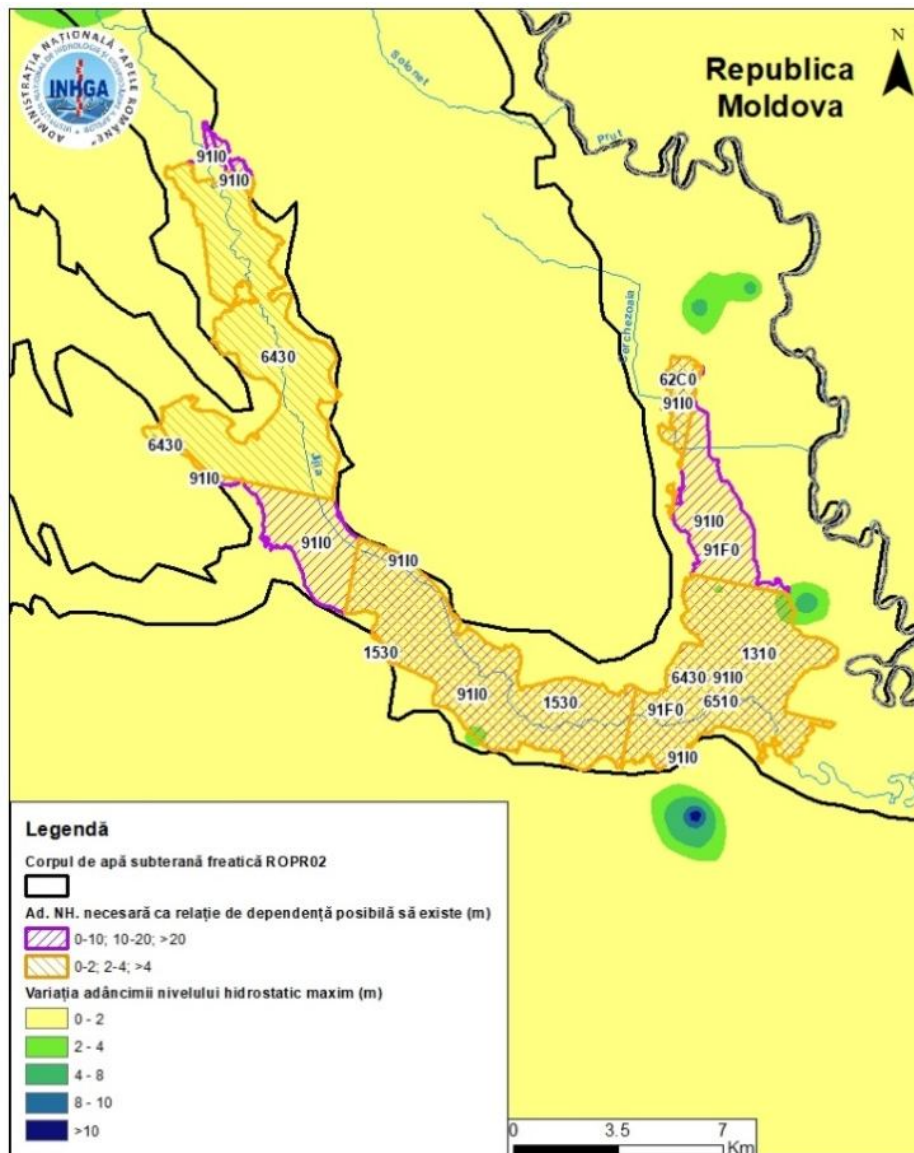 ADMINISTRAȚIA NAȚIONALĂ "APELE ROMÂNE"
INHGA
N
Republica
Moldova
Solonet
Prut
91I0
91I0
6430
62C0
91I0
6430
91I0
Jijia
91I0
91F0
91I0
91I0
1530
1310
6430 91I0
91I0
1530
91F0
6510
91I0
Legendă
Corpul de apă subterană freatică ROPR02
Ad. NH. necesară ca relație de dependență posibilă să existe (m)
0-10; 10-20; >20
0-2; 2-4; >4
Variația adâncimii nivelului hidrostatic maxim (m)
0 - 2
2 - 4
4 - 8
8 - 10
>10
0 3.5 7
Km